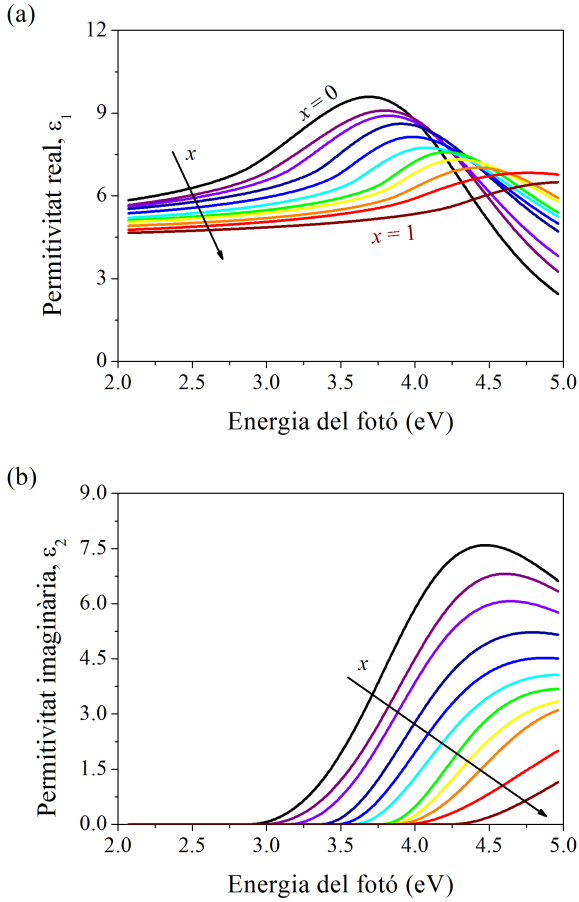 (a)
12
9
6
3
0
Permitivitat real, ε₁
x = 0
x
x = 1
2.0 2.5 3.0 3.5 4.0 4.5 5.0
Energia del fotó (eV)
(b)
9.0
7.5
6.0
4.5
3.0
1.5
0.0
Permitivitat imaginària, ε₂
x
2.0 2.5 3.0 3.5 4.0 4.5 5.0
Energia del fotó (eV)